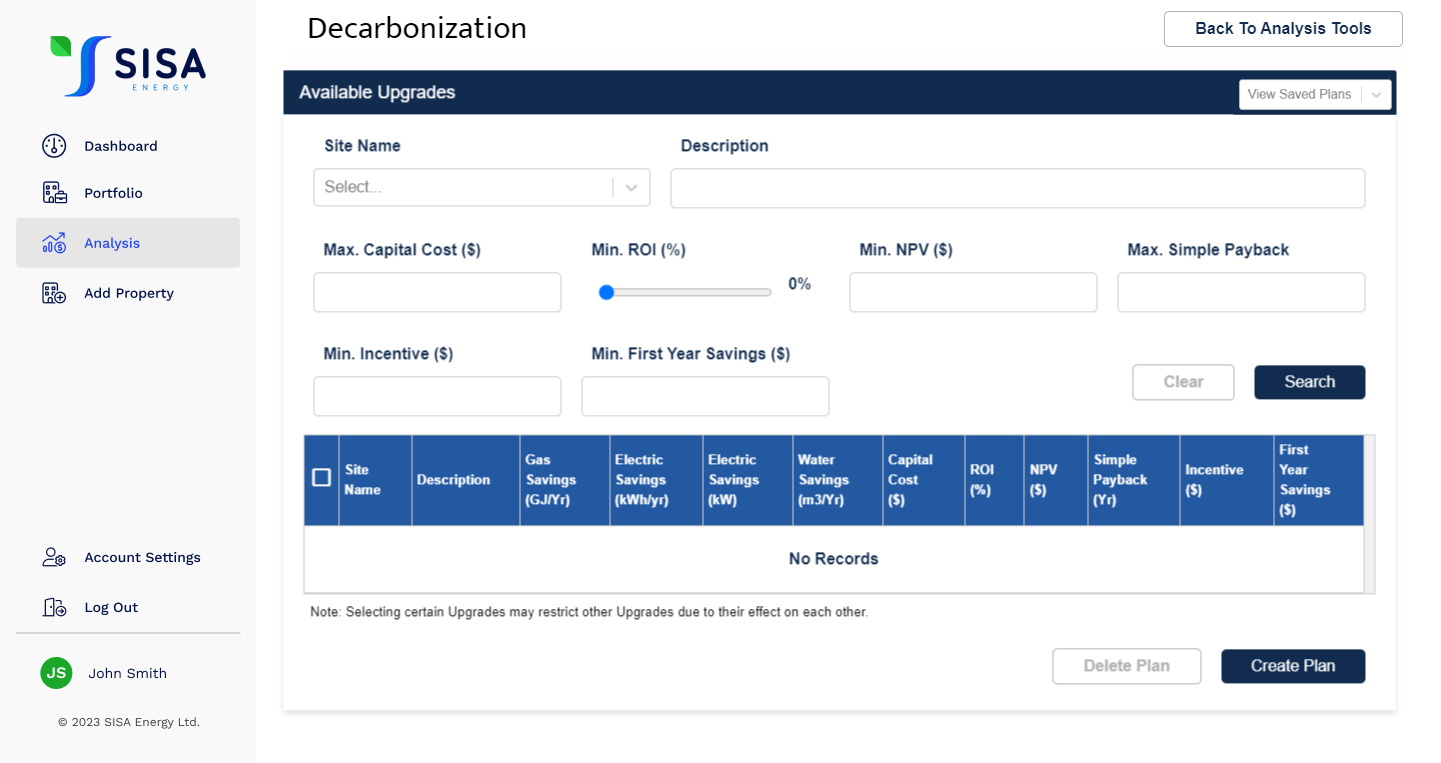 SISA
ENERGY
Dashboard
Portfolio
Analysis
Add Property
Account Settings
Log Out
JS
John Smith
© 2023 SISA Energy Ltd.
Decarbonization
Back To Analysis Tools
Available Upgrades
View Saved Plans
Site Name
Description
Select...
Max. Capital Cost ($)
Min. ROI (%)
Min. NPV ($)
Max. Simple Payback
0%
Min. Incentive ($)
Min. First Year Savings ($)
Clear
Search
Site
Name
Description
Gas
Savings
(GJ/Yr)
Electric
Savings
(kWh/yr)
Electric
Savings
(kW)
Water
Savings
(m3/Yr)
Capital
Cost
($)
ROI
(%)
NPV
($)
Simple
Payback
(Yr)
Incentive
($)
First
Year
Savings
($)
No Records
Note: Selecting certain Upgrades may restrict other Upgrades due to their effect on each other.
Delete Plan
Create Plan